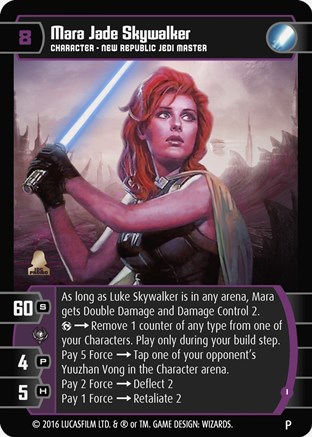 8
Mara Jade Skywalker
CHARACTER - NEW REPUBLIC JEDI MASTER
60 S
4 P
5 H
As long as Luke Skywalker is in any arena, Mara
gets Double Damage and Damage Control 2.
→ Remove 1 counter of any type from one of
your Characters. Play only during your build step.
Pay 5 Force → Tap one of your opponent's
Yuuzhan Vong in the Character arena.
Pay 2 Force → Deflect 2
Pay 1 Force → Retaliate 2
© 2016 LUCASFILM LTD. & ® or TM. GAME DESIGN: WIZARDS.
P